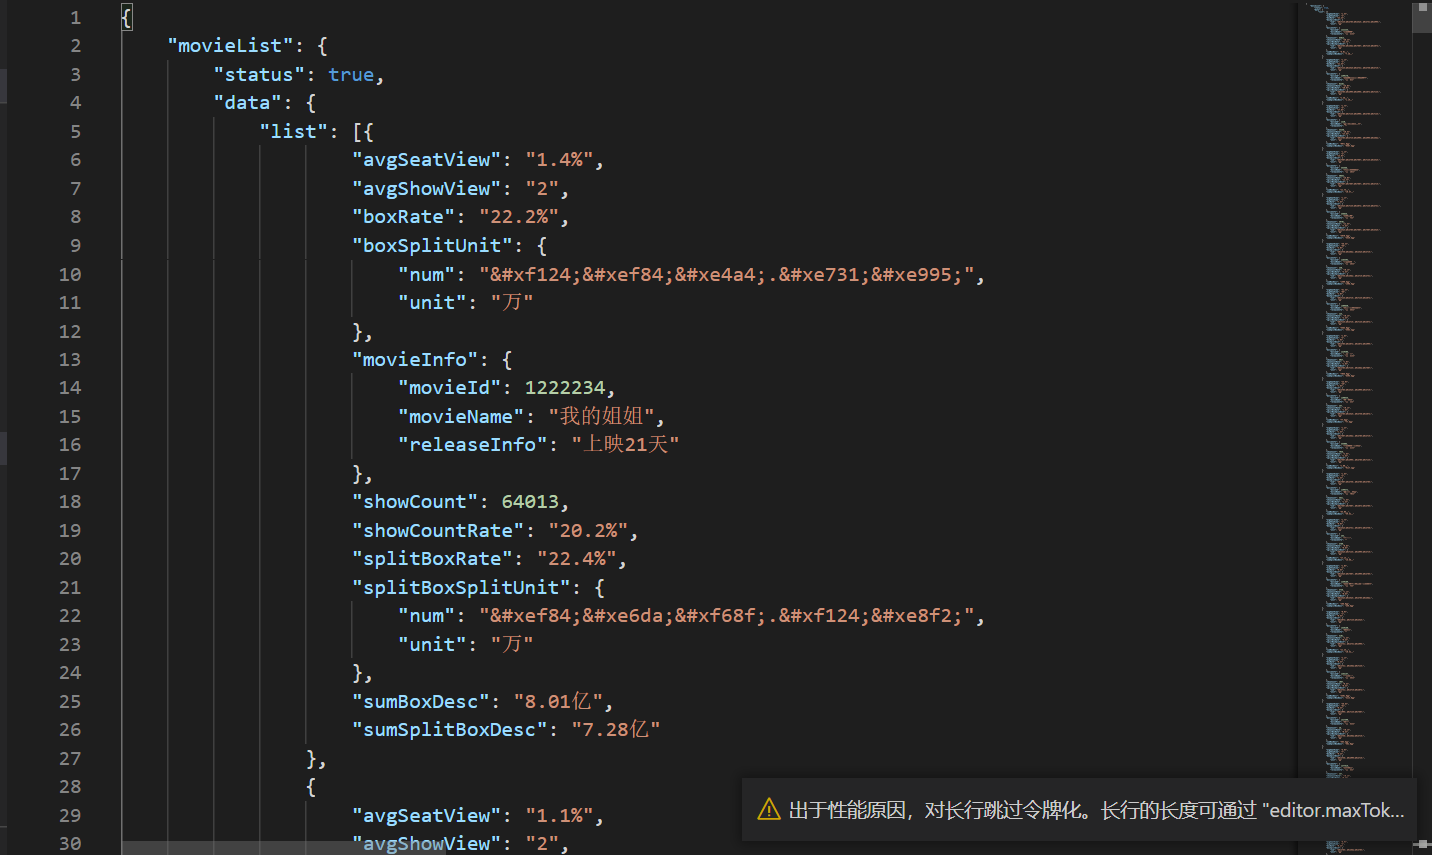 1 {
2 "movieList": {
3 "status": true,
4 "data": {
5 "list": [{
6 "avgSeatView": "1.4%",
7 "avgShowView": "2",
8 "boxRate": "22.2%",
9 "boxSplitUnit": {
10 "num": "&#xf124;&#xef84;&#xe4a4;.&#xe731;&#xe995;",
11 "unit": "万"
12 },
13 "movieInfo": {
14 "movieId": 1222234,
15 "movieName": "我的姐姐",
16 "releaseInfo": "上映21天"
17 },
18 "showCount": 64013,
19 "showCountRate": "20.2%",
20 "splitBoxRate": "22.4%",
21 "splitBoxSplitUnit": {
22 "num": "&#xef84;&#xe6da;&#xf68f;.&#xf124;&#xe8f2;",
23 "unit": "万"
24 },
25 "sumBoxDesc": "8.01亿",
26 "sumSplitBoxDesc": "7.28亿"
27 },
28 {
29 "avgSeatView": "1.1%",
30 "avgShowView": "2",
出于性能原因，对长行跳过令牌化。长行的长度可通过 "editor.maxTok...